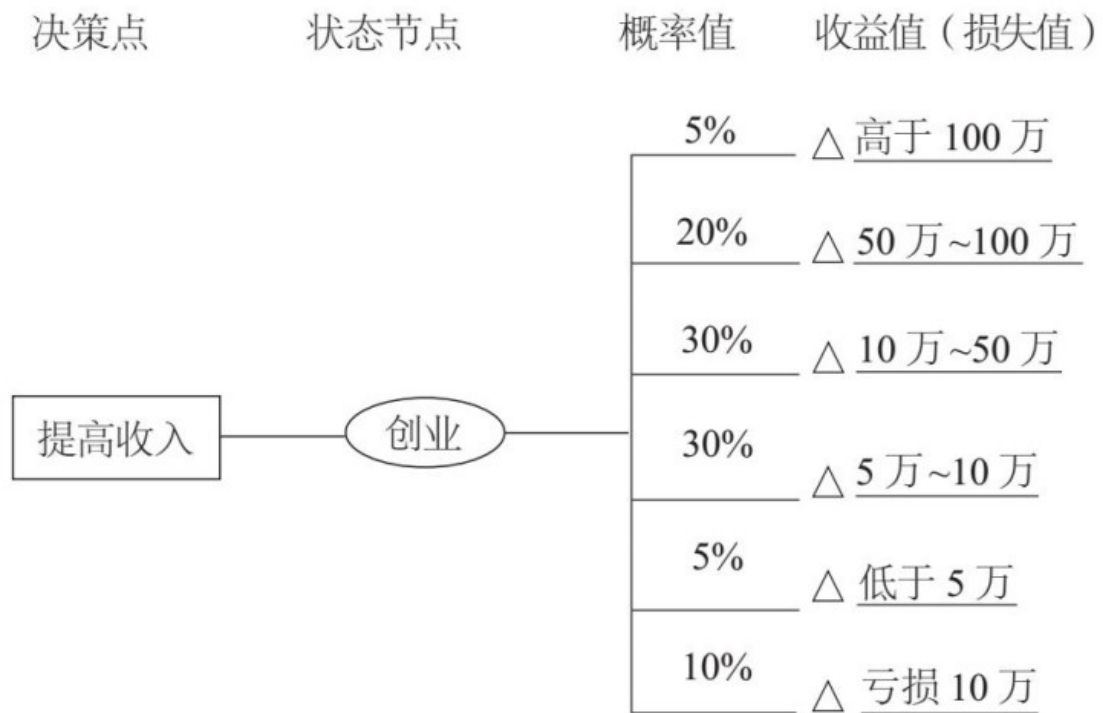 决策点 状态节点 概率值 收益值（损失值）
5% △ 高于 100 万
20% △ 50 万~100 万
30% △ 10 万~50 万
提高收入 创业
30% △ 5 万~10 万
5% △ 低于 5 万
10% △ 亏损 10 万